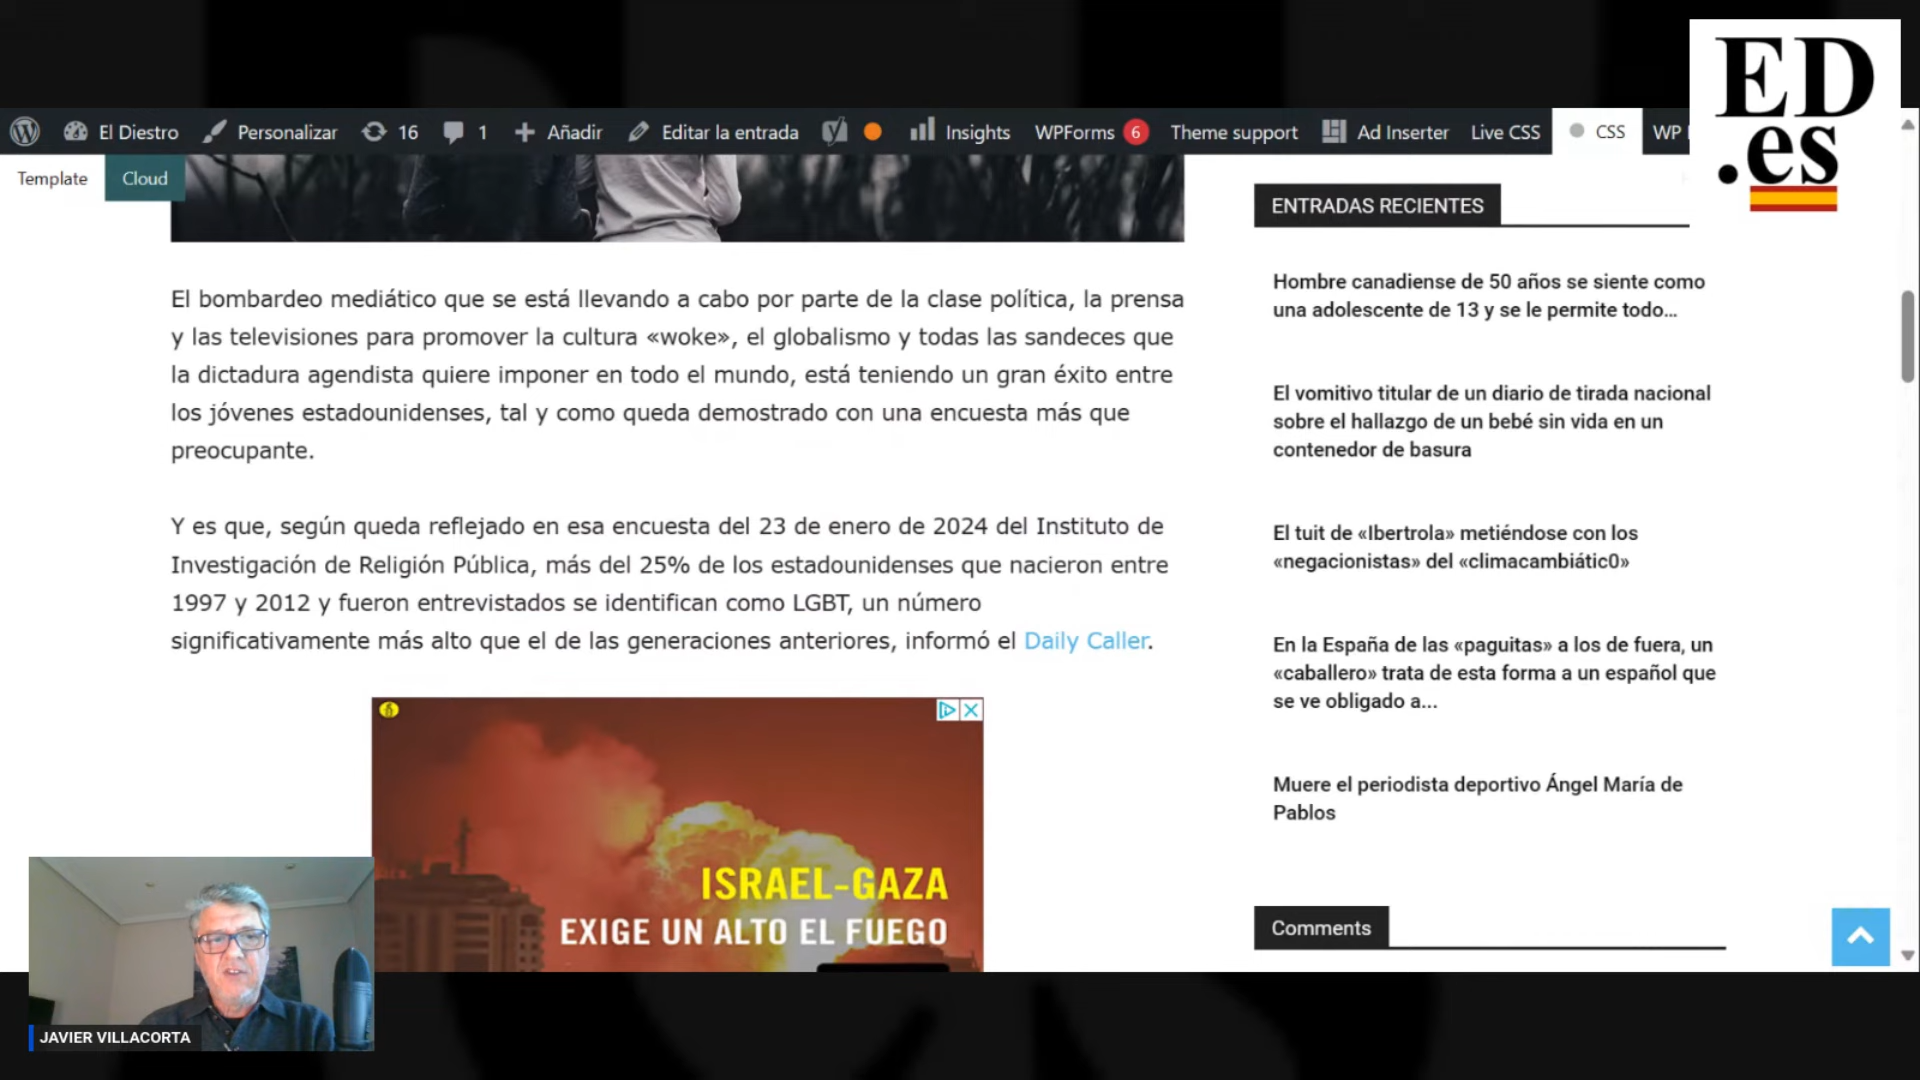 ED
.es
El Diestro
Personalizar
16
1
Añadir
Editar la entrada
Insights
WPForms 6
Theme support
Ad Inserter
Live CSS
CSS
WP
Template
Cloud
El bombardeo mediático que se está llevando a cabo por parte de la clase política, la prensa
y las televisiones para promover la cultura «woke», el globalismo y todas las sandeces que
la dictadura agendista quiere imponer en todo el mundo, está teniendo un gran éxito entre
los jóvenes estadounidenses, tal y como queda demostrado con una encuesta más que
preocupante.
Y es que, según queda reflejado en esa encuesta del 23 de enero de 2024 del Instituto de
Investigación de Religión Pública, más del 25% de los estadounidenses que nacieron entre
1997 y 2012 y fueron entrevistados se identifican como LGBT, un número
significativamente más alto que el de las generaciones anteriores, informó el Daily Caller.
ISRAEL-GAZA
EXIGE UN ALTO EL FUEGO
ENTRADAS RECIENTES
Hombre canadiense de 50 años se siente como
una adolescente de 13 y se le permite todo...
El vomitivo titular de un diario de tirada nacional
sobre el hallazgo de un bebé sin vida en un
contenedor de basura
El tuit de «Ibertrola» metiéndose con los
«negacionistas» del «climacambiátic0»
En la España de las «paguitas» a los de fuera, un
«caballero» trata de esta forma a un español que
se ve obligado a...
Muere el periodista deportivo Ángel María de
Pablos
Comments
JAVIER VILLACORTA